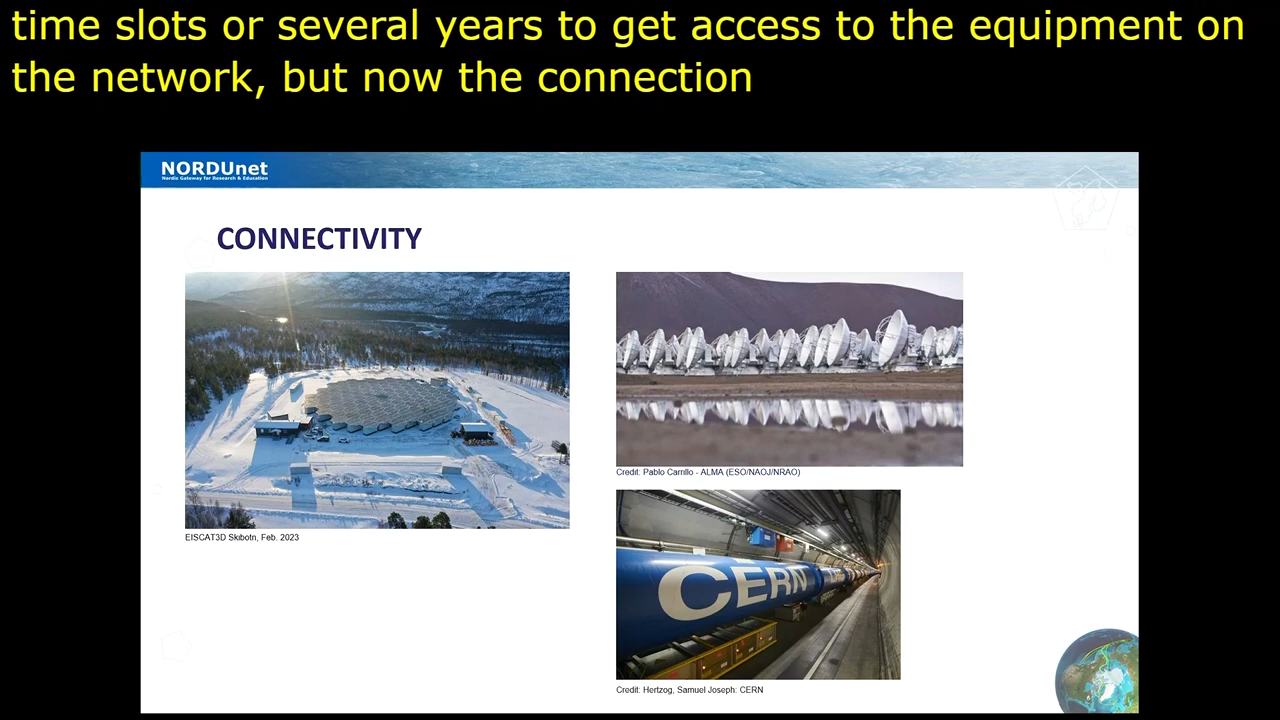 time slots or several years to get access to the equipment on
the network, but now the connection
NORDUnet
Nordic Gateway for Research & Education
CONNECTIVITY
EISCAT3D Skibotn, Feb. 2023
Credit: Pablo Carrillo - ALMA (ESO/NAOJ/NRAO)
CERN
Credit: Hertzog, Samuel Joseph: CERN